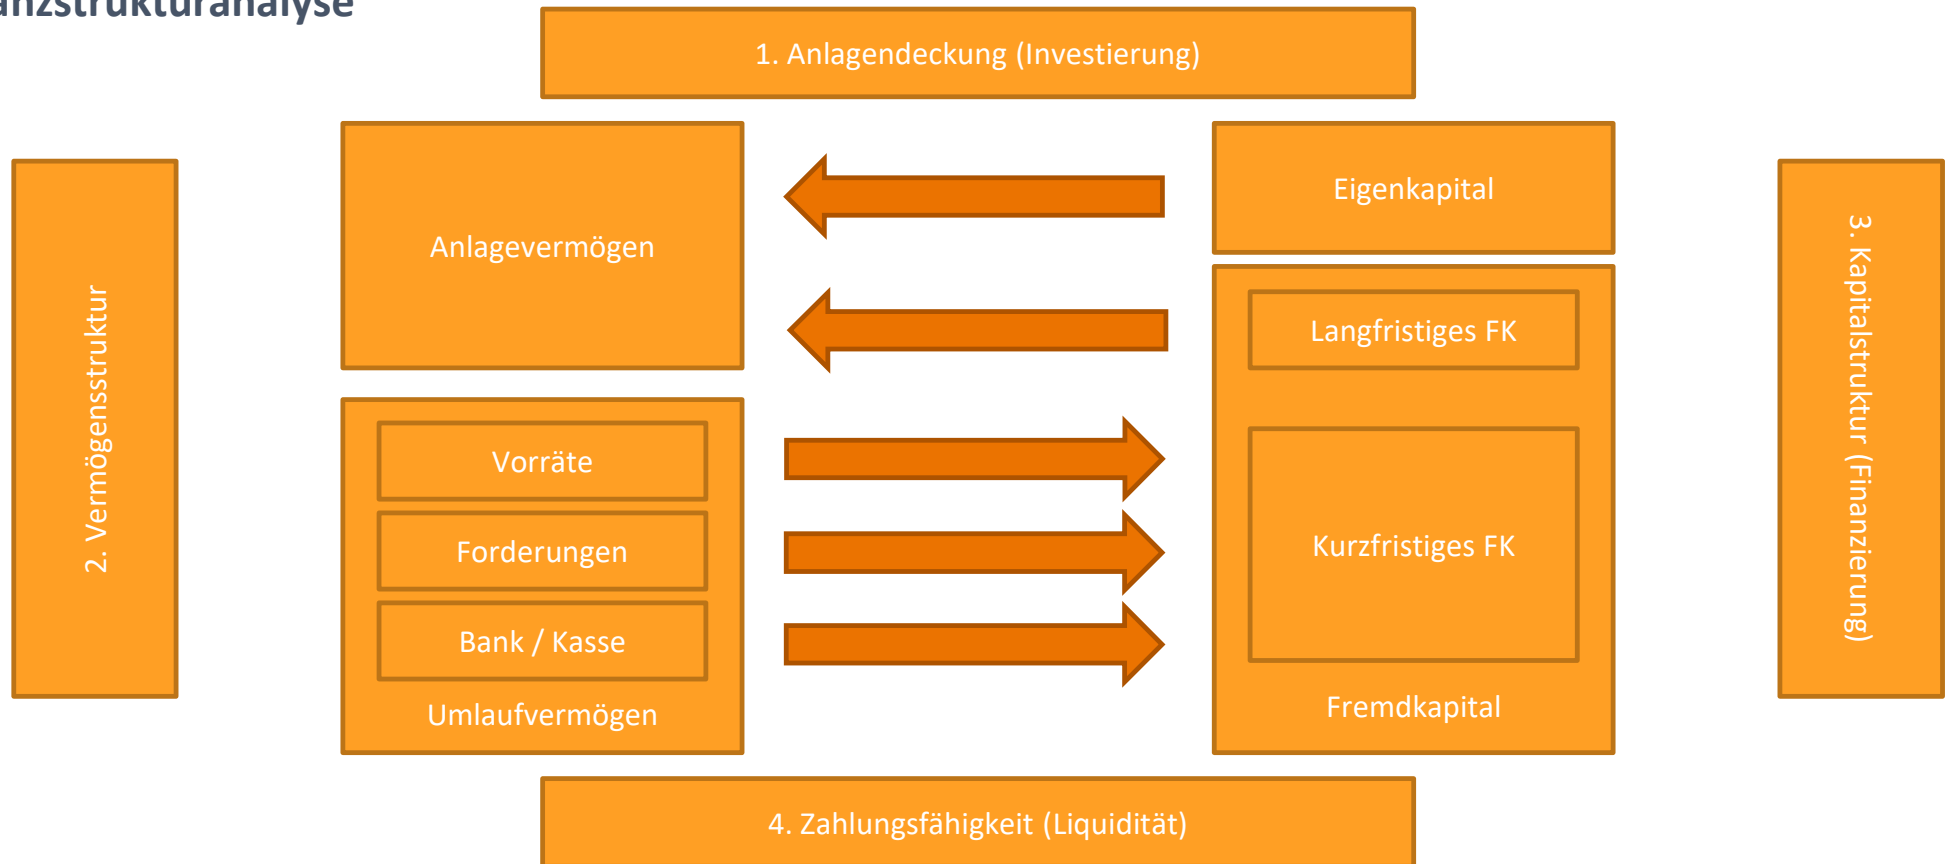 anzstrukturanalyse
1. Anlagendeckung (Investierung)
2. Vermögensstruktur
Anlagevermögen
Vorräte
Forderungen
Bank / Kasse
Umlaufvermögen
Eigenkapital
Langfristiges FK
Kurzfristiges FK
Fremdkapital
3. Kapitalstruktur (Finanzierung)
4. Zahlungsfähigkeit (Liquidität)